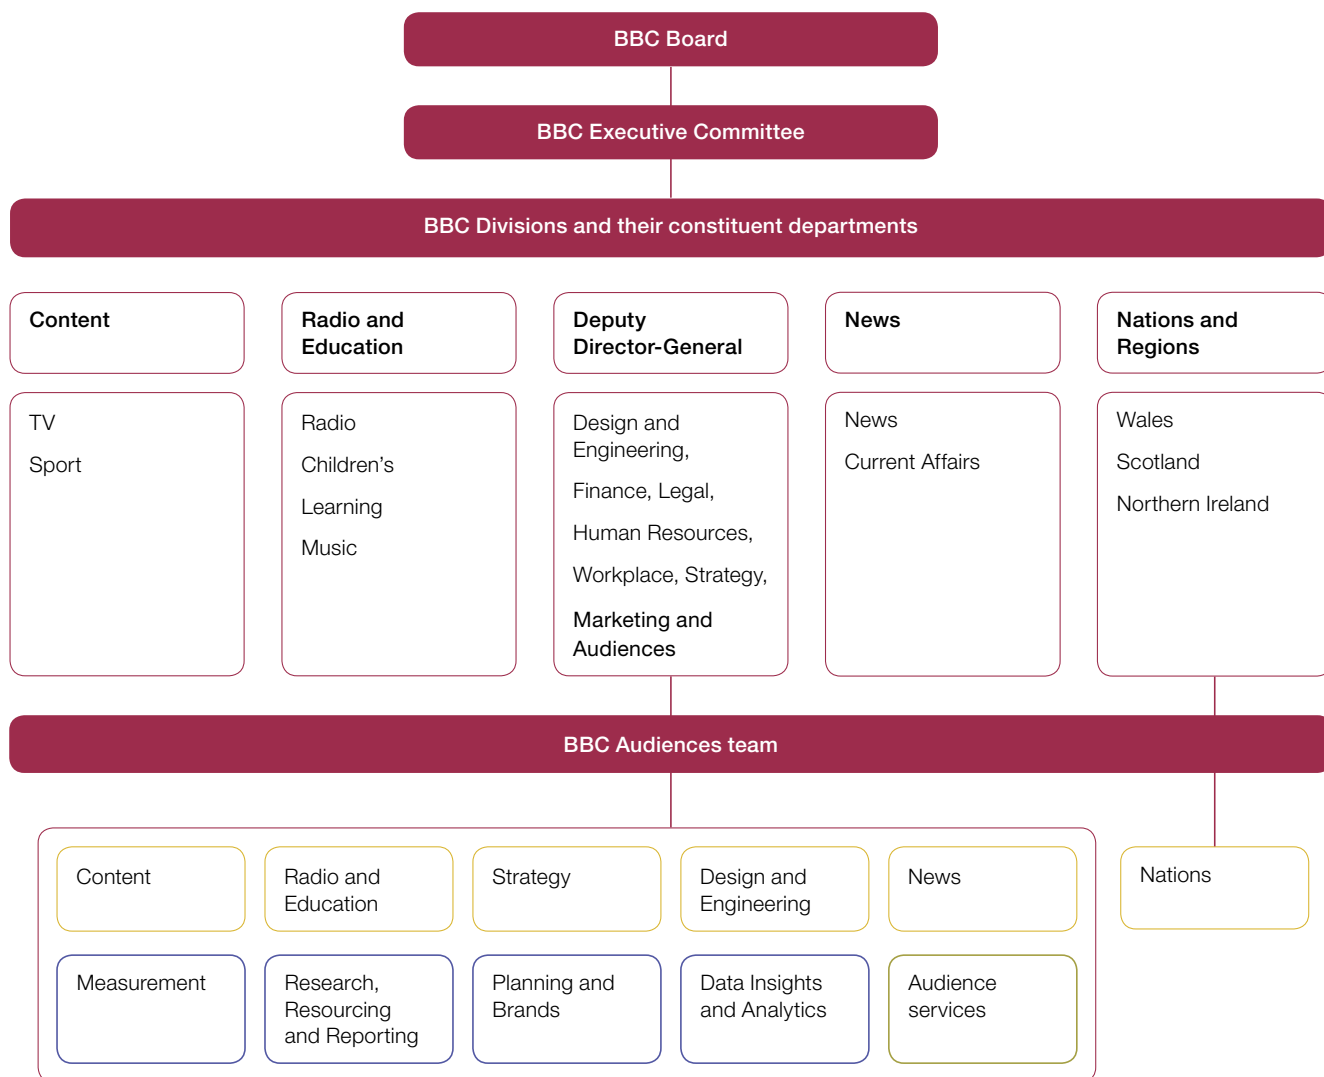 BBC Board
BBC Executive Committee
BBC Divisions and their constituent departments
Content
Radio and
Education
Deputy
Director-General
News
Nations and
Regions
TV
Sport
Radio
Children’s
Learning
Music
Design and
Engineering,
Finance, Legal,
Human Resources,
Workplace, Strategy,
Marketing and
Audiences
News
Current Affairs
Wales
Scotland
Northern Ireland
BBC Audiences team
Content
Radio and
Education
Strategy
Design and
Engineering
News
Nations
Measurement
Research,
Resourcing
and Reporting
Planning and
Brands
Data Insights
and Analytics
Audience
services